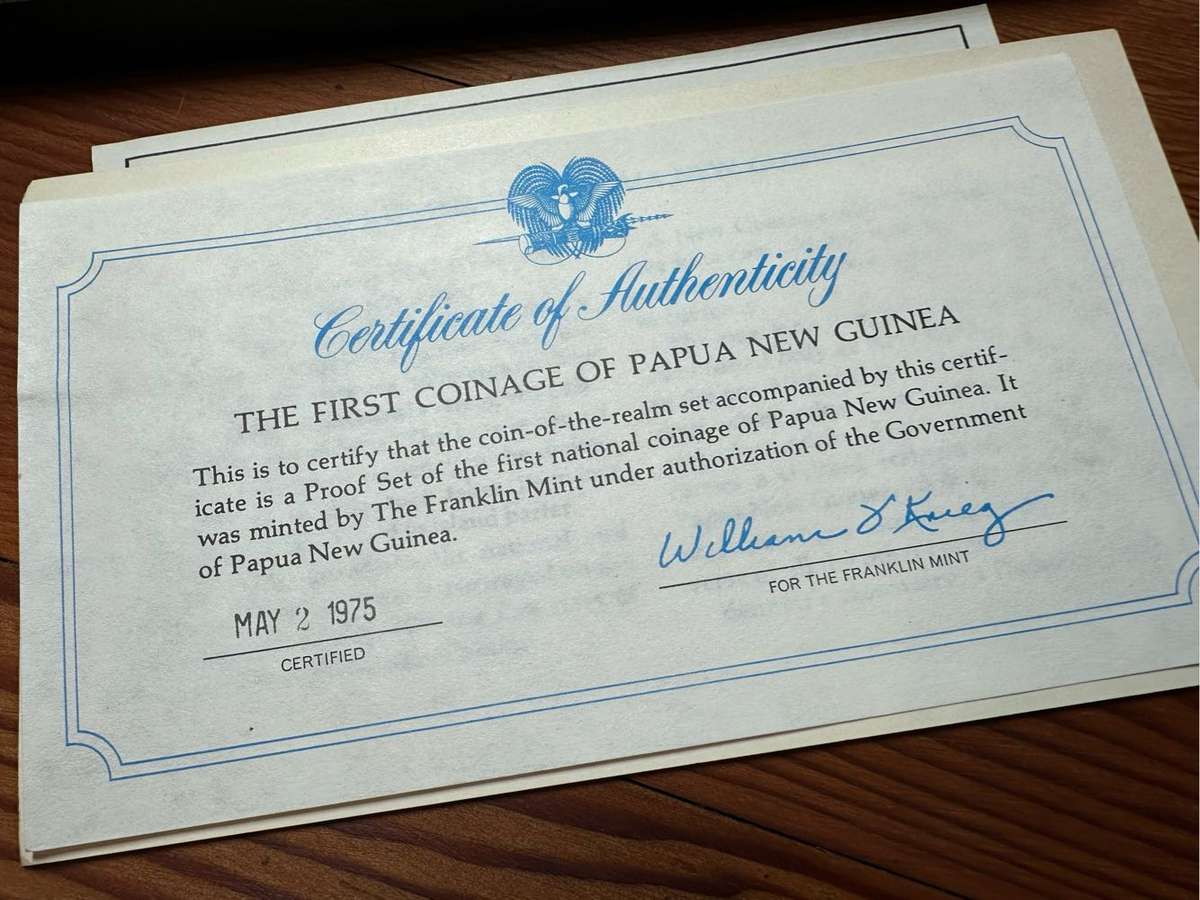 Certificate of Authenticity
THE FIRST COINAGE OF PAPUA NEW GUINEA
This is to certify that the coin-of-the-realm set accompanied by this certif-
icate is a Proof Set of the first national coinage of Papua New Guinea. It
was minted by The Franklin Mint under authorization of the Government
of Papua New Guinea.
William
FOR THE FRANKLIN MINT
MAY 2 1975
CERTIFIED